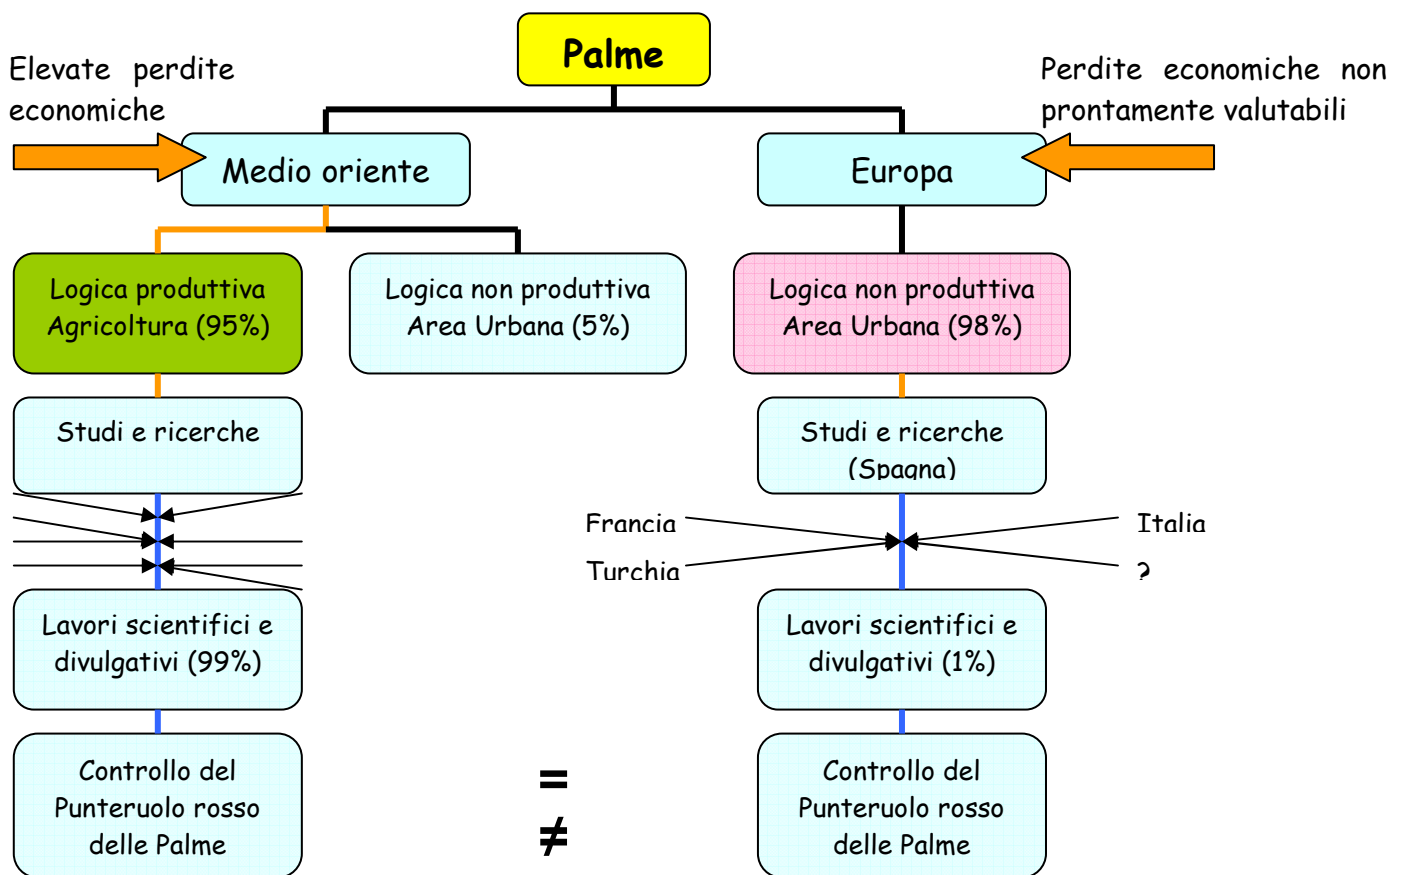 Palme
Elevate perdite
economiche
Perdite economiche non
prontamente valutabili
Medio oriente
Europa
Logica produttiva
Agricoltura (95%)
Logica non produttiva
Area Urbana (5%)
Logica non produttiva
Area Urbana (98%)
Studi e ricerche
Studi e ricerche
(Spagna)
Francia
Italia
Turchia
?
Lavori scientifici e
divulgativi (99%)
Lavori scientifici e
divulgativi (1%)
Controllo del
Punteruolo rosso
delle Palme
=
≠
Controllo del
Punteruolo rosso
delle Palme